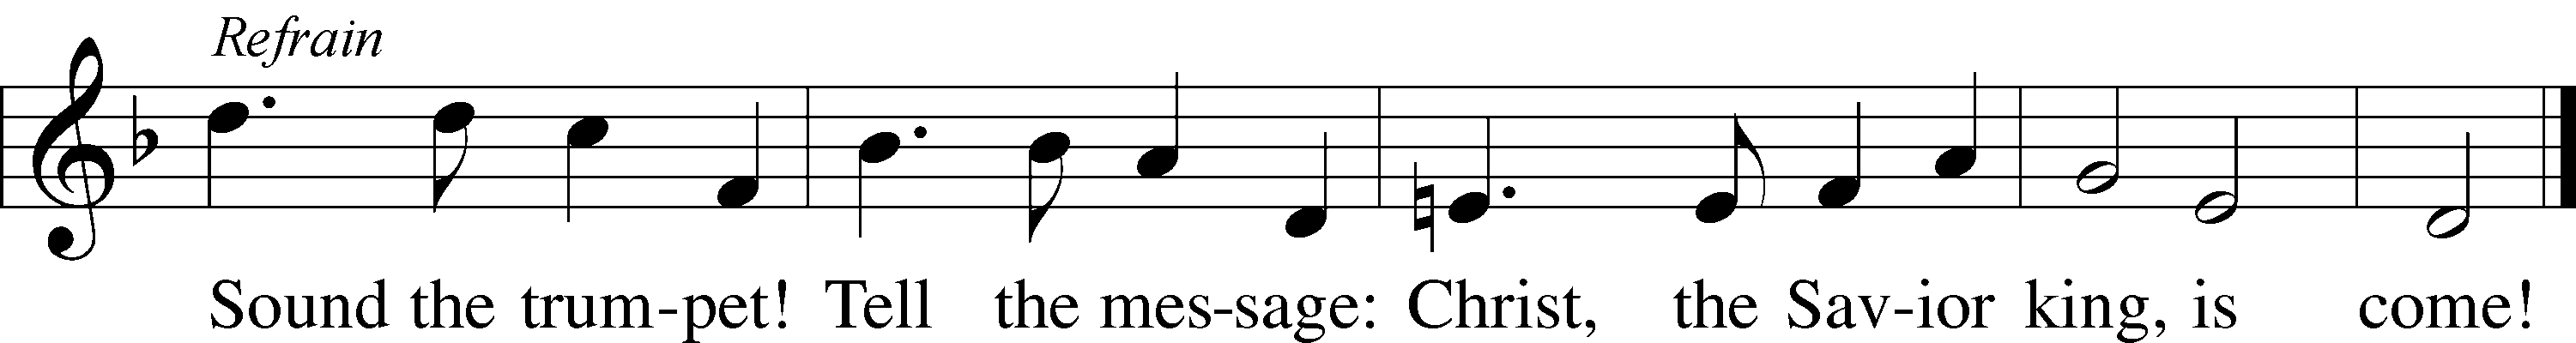 Refrain
Sound the trum-pet! Tell the mes-sage: Christ, the Sav-ior king, is come!